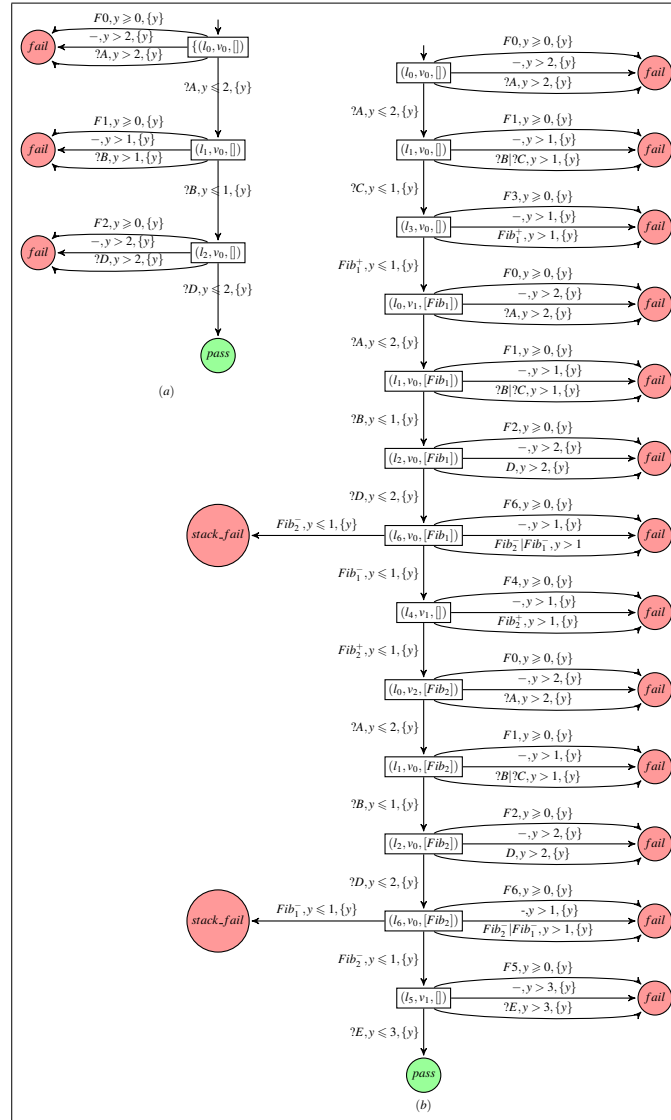 F0, y ⩾ 0, {y}
−, y > 2, {y}
?A, y > 2, {y}
fail
{(l₀, v₀, [])
?A, y ⩽ 2, {y}
F1, y ⩾ 0, {y}
−, y > 1, {y}
?B, y > 1, {y}
fail
(l₁, v₀, [])
?B, y ⩽ 1, {y}
F2, y ⩾ 0, {y}
−, y > 2, {y}
?D, y > 2, {y}
fail
(l₂, v₀, [])
?D, y ⩽ 2, {y}
pass
(a)
F0, y ⩾ 0, {y}
(l₀, v₀, [])
−, y > 2, {y}
?A, y > 2, {y}
fail
?A, y ⩽ 2, {y}
F1, y ⩾ 0, {y}
(l₁, v₀, [])
−, y > 1, {y}
?B|?C, y > 1, {y}
fail
?C, y ⩽ 1, {y}
F3, y ⩾ 0, {y}
(l₃, v₀, [])
−, y > 1, {y}
Fib₁⁺, y > 1, {y}
fail
Fib₁⁺, y ⩽ 1, {y}
F0, y ⩾ 0, {y}
(l₀, v₁, [Fib₁])
−, y > 2, {y}
?A, y > 2, {y}
fail
?A, y ⩽ 2, {y}
F1, y ⩾ 0, {y}
(l₁, v₀, [Fib₁])
−, y > 1, {y}
?B|?C, y > 1, {y}
fail
?B, y ⩽ 1, {y}
F2, y ⩾ 0, {y}
(l₂, v₀, [Fib₁])
−, y > 2, {y}
D, y > 2, {y}
fail
?D, y ⩽ 2, {y}
F6, y ⩾ 0, {y}
stack_fail
Fib₂⁻, y ⩽ 1, {y}
(l₆, v₀, [Fib₁])
−, y > 1, {y}
Fib₂⁻|Fib₁⁻, y > 1
fail
Fib₁⁻, y ⩽ 1, {y}
F4, y ⩾ 0, {y}
(l₄, v₁, [])
−, y > 1, {y}
Fib₂⁺, y > 1, {y}
fail
Fib₂⁺, y ⩽ 1, {y}
F0, y ⩾ 0, {y}
(l₀, v₂, [Fib₂])
−, y > 2, {y}
?A, y > 2, {y}
fail
?A, y ⩽ 2, {y}
F1, y ⩾ 0, {y}
(l₁, v₀, [Fib₂])
−, y > 1, {y}
?B|?C, y > 1, {y}
fail
?B, y ⩽ 1, {y}
F2, y ⩾ 0, {y}
(l₂, v₀, [Fib₂])
−, y > 2, {y}
D, y > 2, {y}
fail
?D, y ⩽ 2, {y}
F6, y ⩾ 0, {y}
stack_fail
Fib₁⁻, y ⩽ 1, {y}
(l₆, v₀, [Fib₂])
-, y > 1, {y}
Fib₂⁻|Fib₁⁻, y > 1, {y}
fail
Fib₂⁻, y ⩽ 1, {y}
F5, y ⩾ 0, {y}
(l₅, v₁, [])
−, y > 3, {y}
?E, y > 3, {y}
fail
?E, y ⩽ 3, {y}
pass
(b)